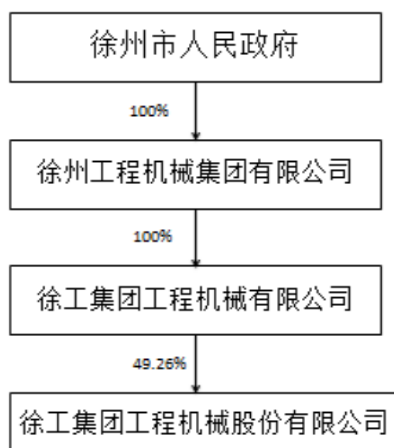 徐州市人民政府
100%
徐州工程机械集团有限公司
100%
徐工集团工程机械有限公司
49.26%
徐工集团工程机械股份有限公司